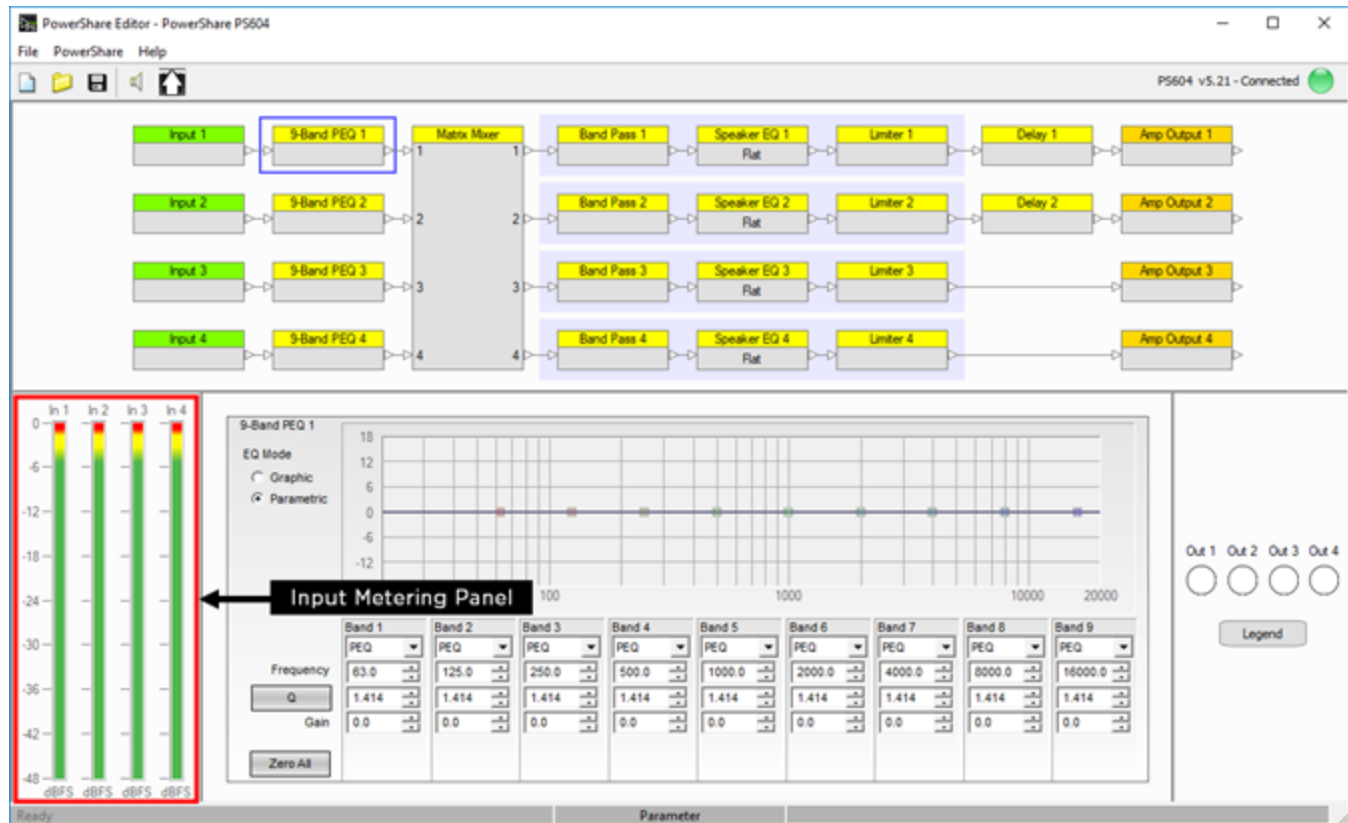 PowerShare Editor - PowerShare PS604
File PowerShare Help
PS604 v5.21 - Connected
Input 1 9-Band PEQ 1 Matrix Mixer Band Pass 1 Speaker EQ 1 Limiter 1 Delay 1 Amp Output 1
1 1 Flat
Input 2 9-Band PEQ 2 Band Pass 2 Speaker EQ 2 Limiter 2 Delay 2 Amp Output 2
2 2 Flat
Input 3 9-Band PEQ 3 Band Pass 3 Speaker EQ 3 Limiter 3 Amp Output 3
3 3 Flat
Input 4 9-Band PEQ 4 Band Pass 4 Speaker EQ 4 Limiter 4 Amp Output 4
4 4 Flat
In 1 In 2 In 3 In 4
0
-6
-12
-18
-24
-30
-36
-42
-48
dBFS dBFS dBFS dBFS
Input Metering Panel
9-Band PEQ 1
EQ Mode
Graphic
Parametric
18
12
6
0
-6
-12
100 1000 10000 20000
Band 1 Band 2 Band 3 Band 4 Band 5 Band 6 Band 7 Band 8 Band 9
PEQ PEQ PEQ PEQ PEQ PEQ PEQ PEQ PEQ
Frequency 63.0 125.0 250.0 500.0 1000.0 2000.0 4000.0 8000.0 16000.0
Q 1.414 1.414 1.414 1.414 1.414 1.414 1.414 1.414 1.414
Gain 0.0 0.0 0.0 0.0 0.0 0.0 0.0 0.0 0.0
Zero All
Out 1 Out 2 Out 3 Out 4
Legend
Ready Parameter